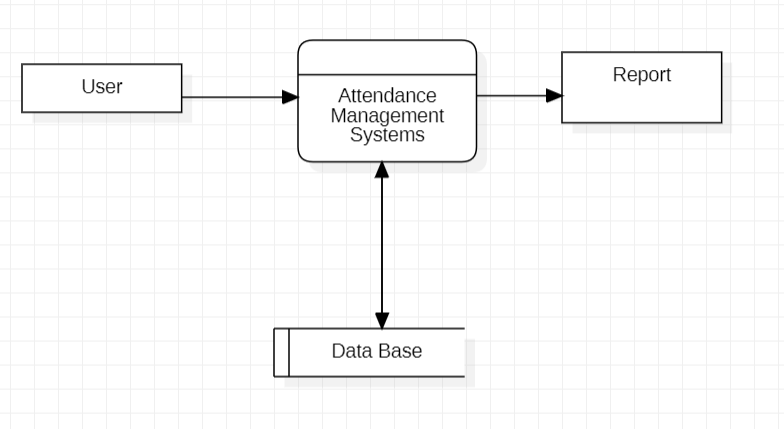 User
Attendance
Management
Systems
Report
Data Base